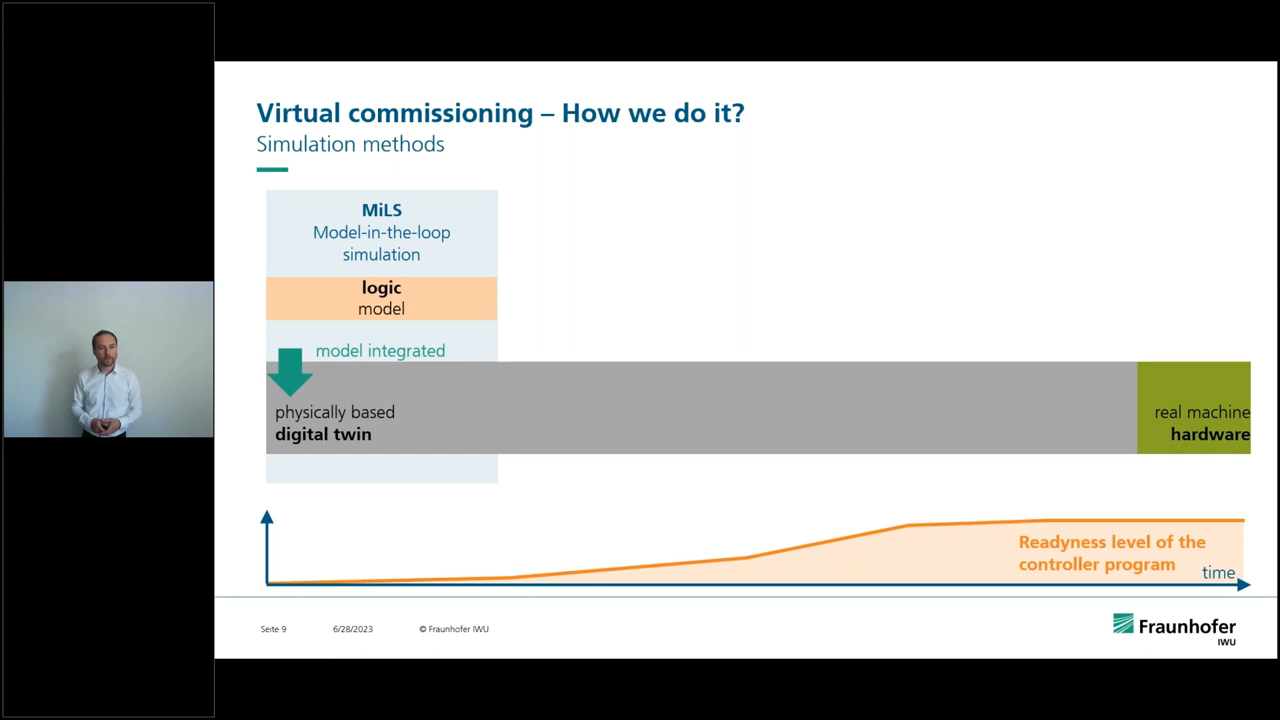 Virtual commissioning – How we do it?
Simulation methods
MiLS
Model-in-the-loop
simulation
logic
model
model integrated
physically based
digital twin
real machine
hardware
Readyness level of the
controller program
time
Seite 9
6/28/2023
© Fraunhofer IWU
Fraunhofer
IWU